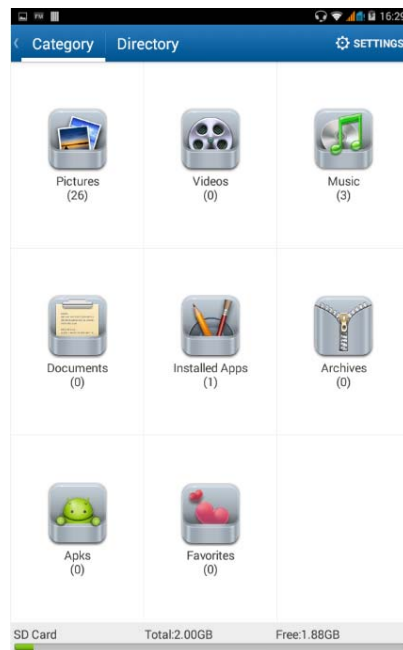 16:29
Category Directory SETTINGS
Pictures
(26)
Videos
(0)
Music
(3)
Documents
(0)
Installed Apps
(1)
Archives
(0)
Apks
(0)
Favorites
(0)
SD Card Total:2.00GB Free:1.88GB